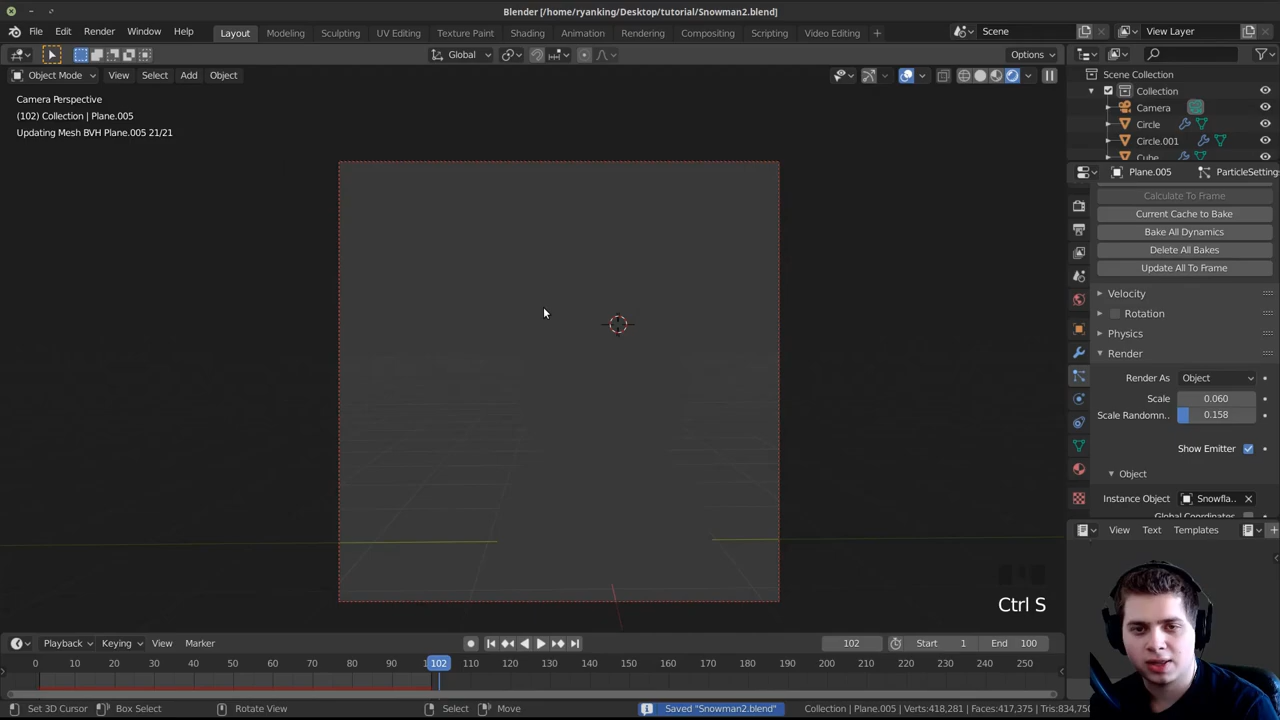 Blender [/home/ryanking/Desktop/tutorial/Snowman2.blend]
File Edit Render Window Help Layout Modeling Sculpting UV Editing Texture Paint Shading Animation Rendering Compositing Scripting Video Editing + Scene View Layer
Global Options
Object Mode View Select Add Object
Scene Collection
Collection
Camera
Circle
Circle.001
Cube
Camera Perspective
(102) Collection | Plane.005
Updating Mesh BVH Plane.005 21/21
Plane.005 ParticleSetting
Calculate To Frame
Current Cache to Bake
Bake All Dynamics
Delete All Bakes
Update All To Frame
Velocity
Rotation
Physics
Render
Render As Object
Scale 0.060
Scale Randomn.. 0.158
Show Emitter
Object
Instance Object Snowfla..
Global Coordinates
View Text Templates
Ctrl S
Playback Keying View Marker 102 Start 1 End 100
0 10 20 30 40 50 60 70 80 90 102 110 120 130 140 150 160 170 180 190 200 210 220 230 240 250
Set 3D Cursor Box Select Rotate View Select Move Saved "Snowman2.blend" Collection | Plane.005 | Verts:418,281 | Faces:417,375 | Tris:834,750